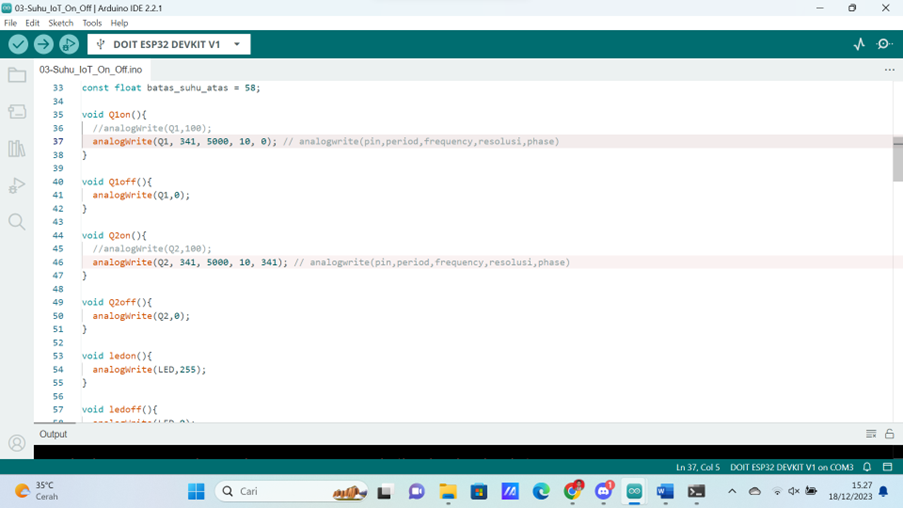 03-Suhu_IoT_On_Off | Arduino IDE 2.2.1
File Edit Sketch Tools Help
DOIT ESP32 DEVKIT V1
03-Suhu_IoT_On_Off.ino
33 const float batas_suhu_atas = 58;
34
35 void Q1on(){
36 //analogWrite(Q1,100);
37 analogWrite(Q1, 341, 5000, 10, 0); // analogwrite(pin,period,frequency,resolusi,phase)
38 }
39
40 void Q1off(){
41 analogWrite(Q1,0);
42 }
43
44 void Q2on(){
45 //analogWrite(Q2,100);
46 analogWrite(Q2, 341, 5000, 10, 341); // analogwrite(pin,period,frequency,resolusi,phase)
47 }
48
49 void Q2off(){
50 analogWrite(Q2,0);
51 }
52
53 void ledon(){
54 analogWrite(LED,255);
55 }
56
57 void ledoff(){
Output
Ln 37, Col 5 DOIT ESP32 DEVKIT V1 on COM3
35°C
Cerah
Cari
15.27
18/12/2023